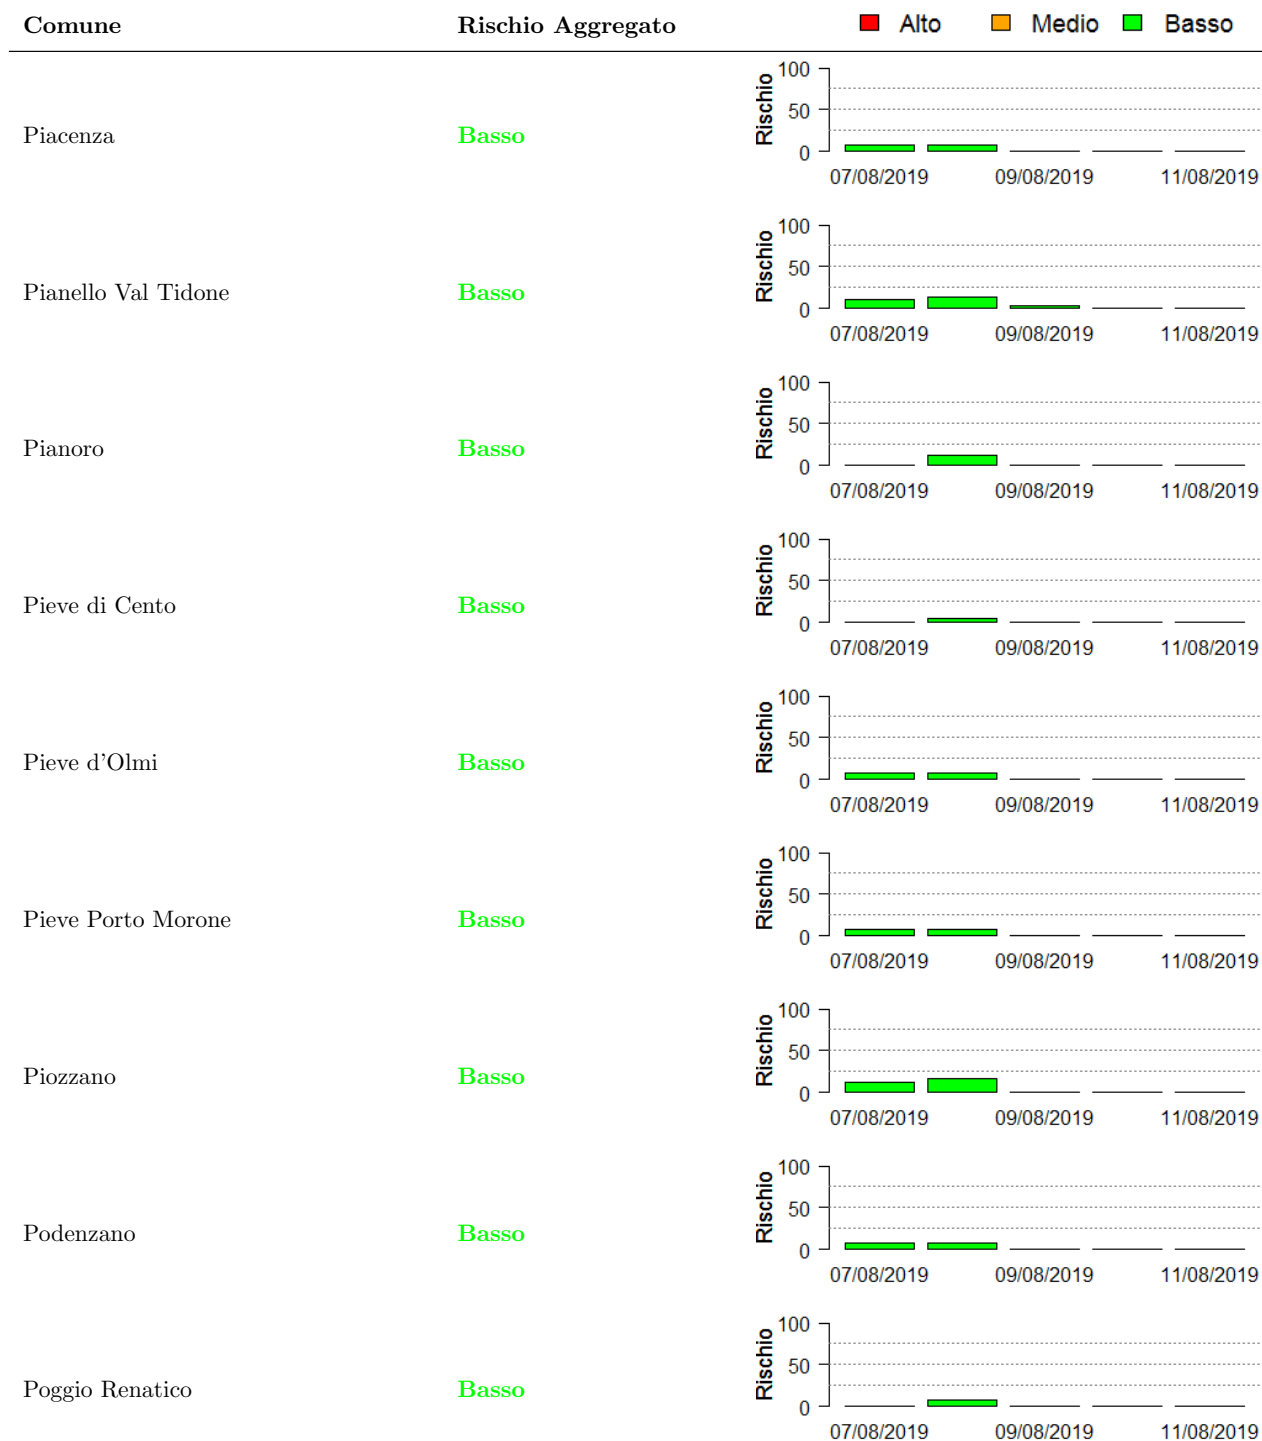 Comune Rischio Aggregato Alto Medio Basso
Piacenza Basso Rischio 100 50 0
07/08/2019 09/08/2019 11/08/2019
Pianello Val Tidone Basso Rischio 100 50 0
07/08/2019 09/08/2019 11/08/2019
Pianoro Basso Rischio 100 50 0
07/08/2019 09/08/2019 11/08/2019
Pieve di Cento Basso Rischio 100 50 0
07/08/2019 09/08/2019 11/08/2019
Pieve d'Olmi Basso Rischio 100 50 0
07/08/2019 09/08/2019 11/08/2019
Pieve Porto Morone Basso Rischio 100 50 0
07/08/2019 09/08/2019 11/08/2019
Piozzano Basso Rischio 100 50 0
07/08/2019 09/08/2019 11/08/2019
Podenzano Basso Rischio 100 50 0
07/08/2019 09/08/2019 11/08/2019
Poggio Renatico Basso Rischio 100 50 0
07/08/2019 09/08/2019 11/08/2019